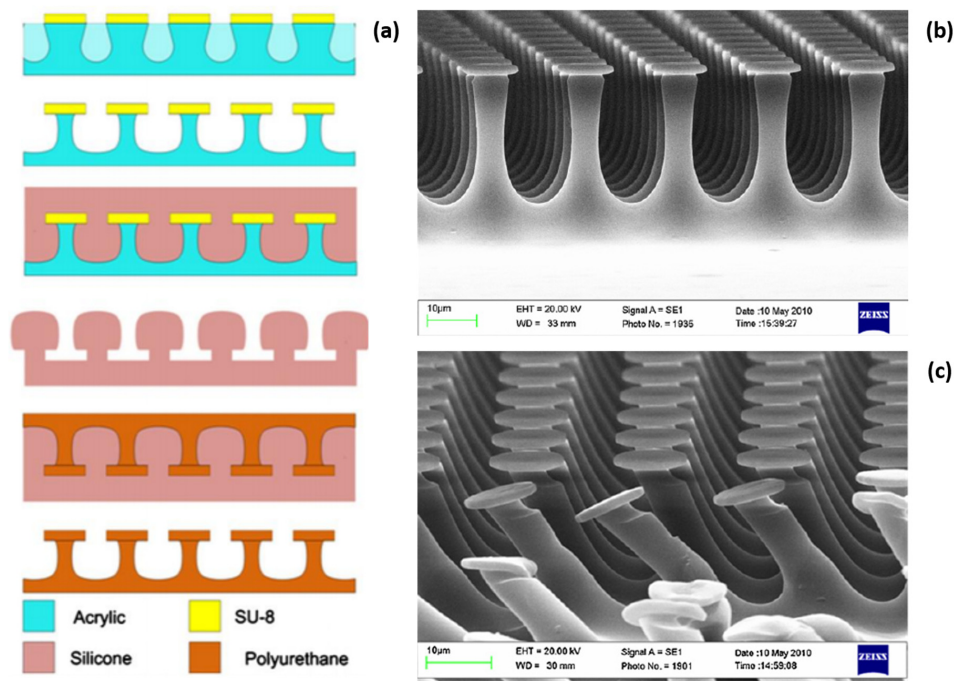 (a)
Acrylic
SU-8
Silicone
Polyurethane
(b)
10µm
EHT = 20.00 kV
Signal A = SE1
Date :10 May 2010
WD = 33 mm
Photo No. = 1935
Time :15:39:27
ZEISS
(c)
10µm
EHT = 20.00 kV
Signal A = SE1
Date :10 May 2010
WD = 30 mm
Photo No. = 1901
Time :14:59:08
ZEISS